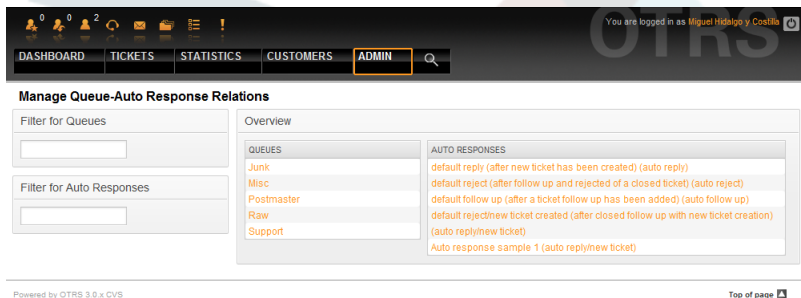 0 0 2
You are logged in as Miguel Hidalgo y Costilla
OTRS
DASHBOARD TICKETS STATISTICS CUSTOMERS ADMIN
Manage Queue-Auto Response Relations
Filter for Queues
Filter for Auto Responses
Overview
QUEUES
Junk
Misc
Postmaster
Raw
Support
AUTO RESPONSES
default reply (after new ticket has been created) (auto reply)
default reject (after follow up and rejected of a closed ticket) (auto reject)
default follow up (after a ticket follow up has been added) (auto follow up)
default reject/new ticket created (after closed follow up with new ticket creation)
(auto reply/new ticket)
Auto response sample 1 (auto reply/new ticket)
Powered by OTRS 3.0.x CVS
Top of page